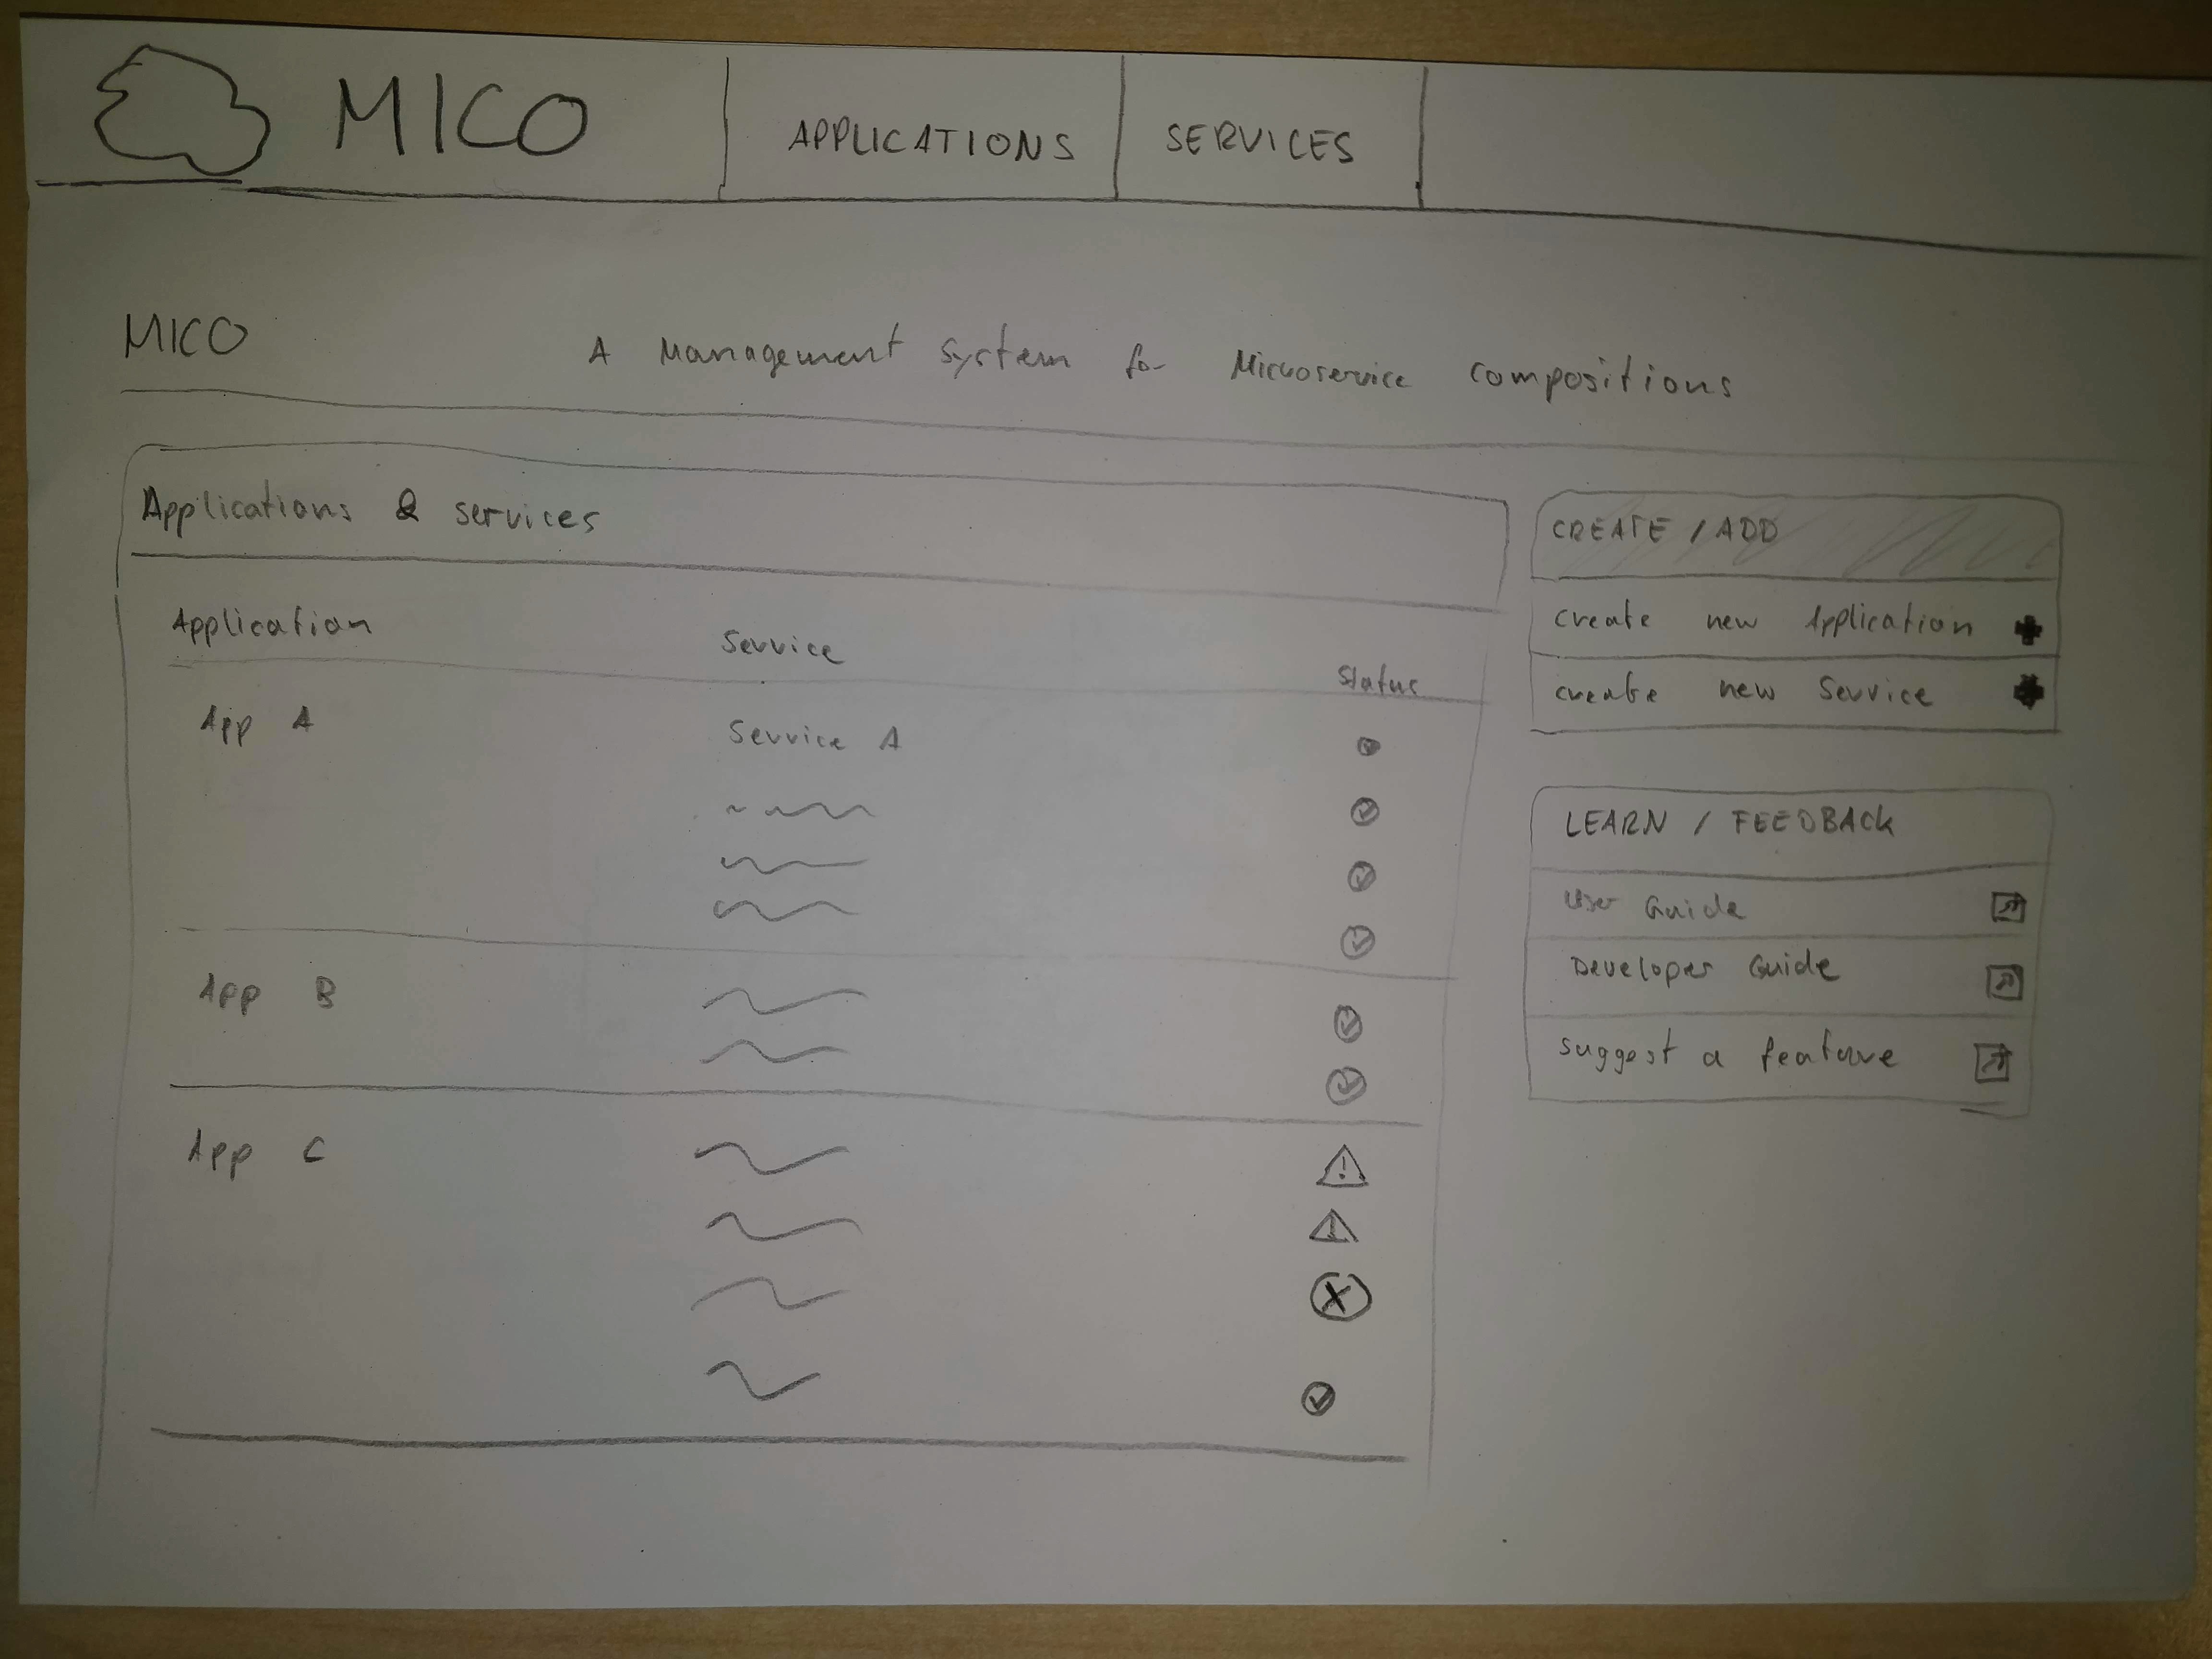 MICO
APPLICATIONS
SERVICES
MICO
A Management System for Microservice compositions
Applications & services
Application
Service
Status
App A
Service A
App B
App C
CREATE / ADD
create new Application
create new Service
LEARN / FEEDBACK
User Guide
Developer Guide
suggest a feature